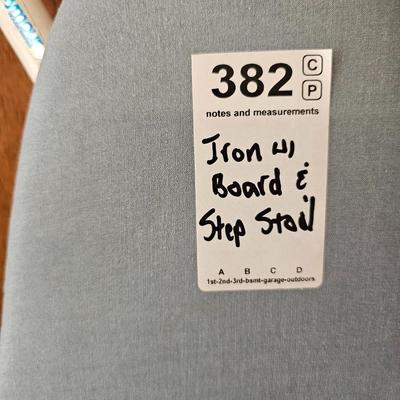 382 C
P
notes and measurements
Iron w/
Board &
Step Stool
A B C D
1st-2nd-3rd-bsmt-garage-outdoors